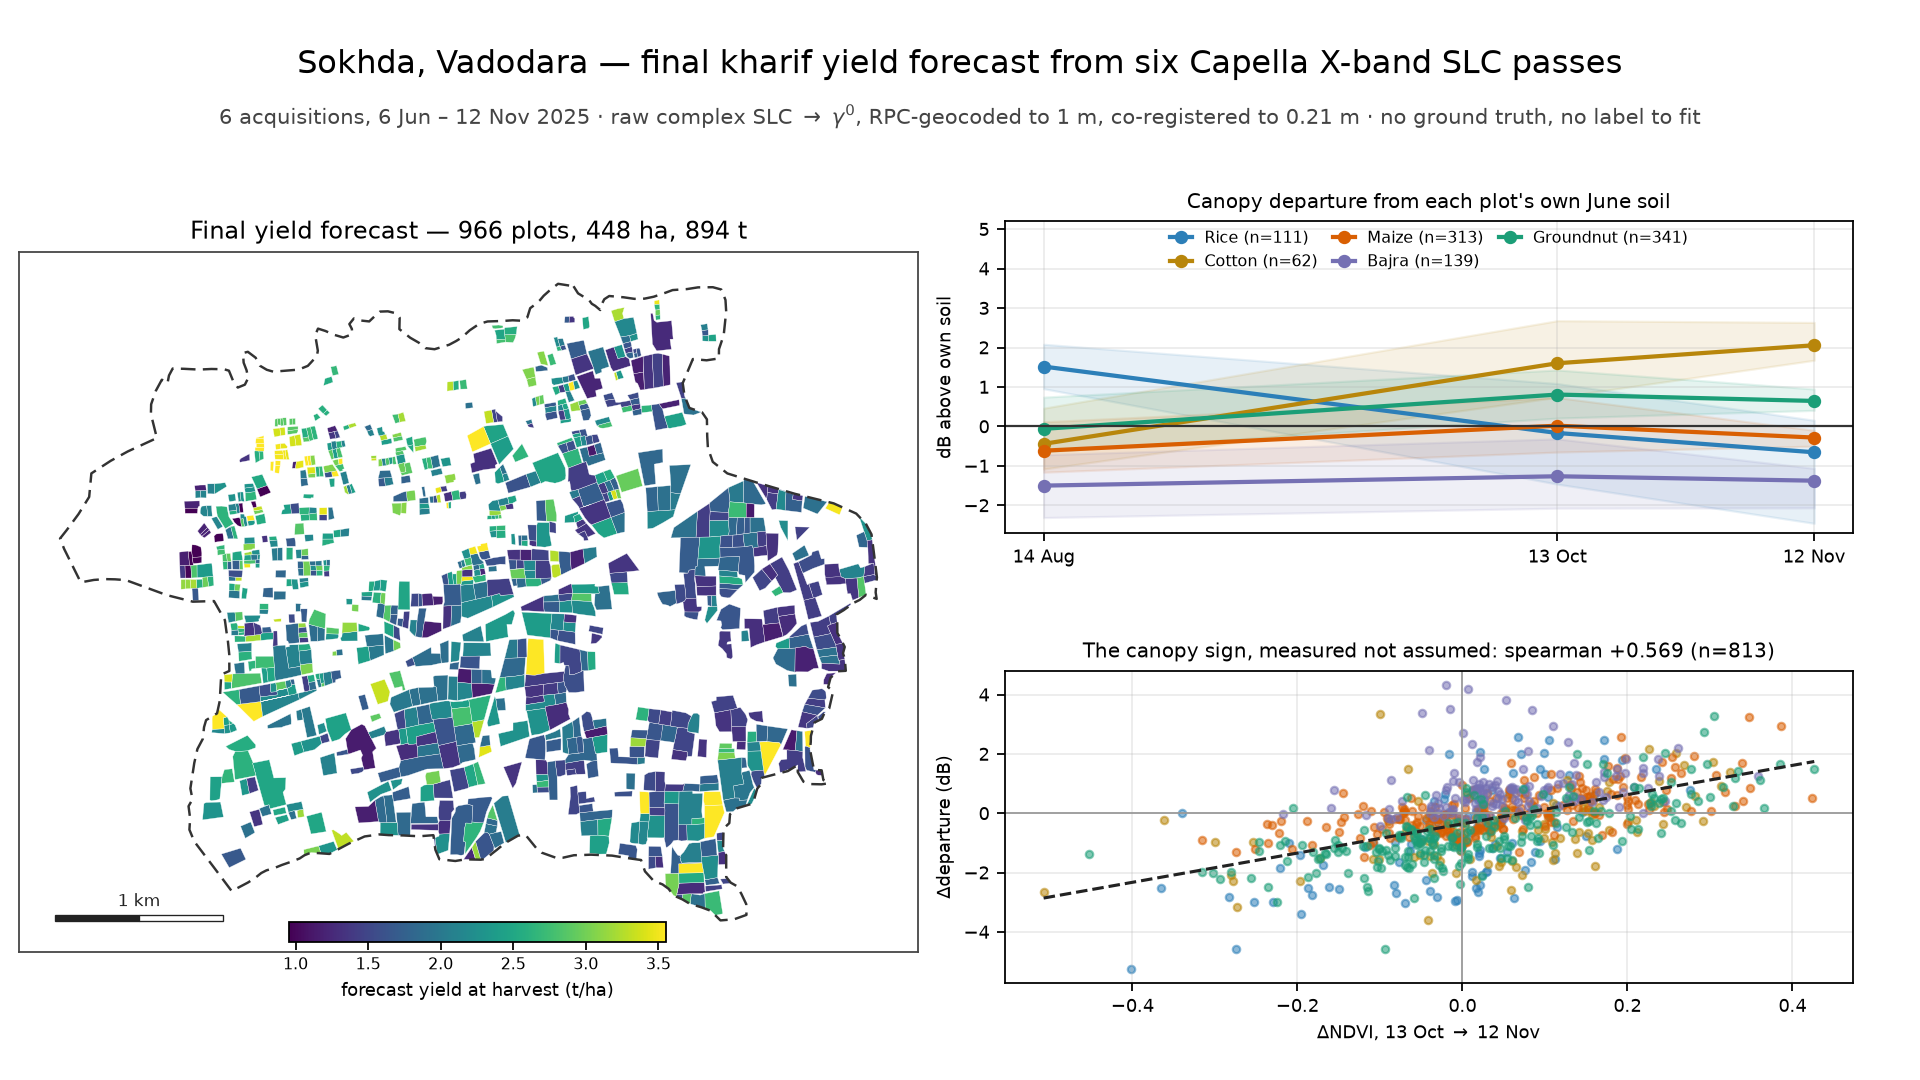 Sokhda, Vadodara — final kharif yield forecast from six Capella X-band SLC passes
6 acquisitions, 6 Jun – 12 Nov 2025 · raw complex SLC → γ⁰, RPC-geocoded to 1 m, co-registered to 0.21 m · no ground truth, no label to fit
Final yield forecast — 966 plots, 448 ha, 894 t
1 km
1.0 1.5 2.0 2.5 3.0 3.5
forecast yield at harvest (t/ha)
Canopy departure from each plot's own June soil
Rice (n=111) Maize (n=313) Groundnut (n=341)
Cotton (n=62) Bajra (n=139)
dB above own soil
5
4
3
2
1
0
−1
−2
14 Aug 13 Oct 12 Nov
The canopy sign, measured not assumed: spearman +0.569 (n=813)
Δdeparture (dB)
4
2
0
−2
−4
−0.4 −0.2 0.0 0.2 0.4
ΔNDVI, 13 Oct → 12 Nov